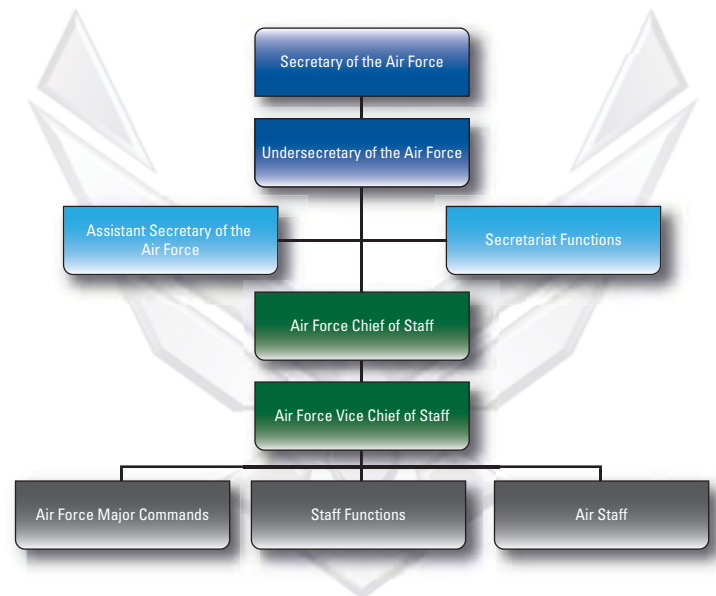 Secretary of the Air Force
Undersecretary of the Air Force
Assistant Secretary of the
Air Force
Secretariat Functions
Air Force Chief of Staff
Air Force Vice Chief of Staff
Air Force Major Commands
Staff Functions
Air Staff